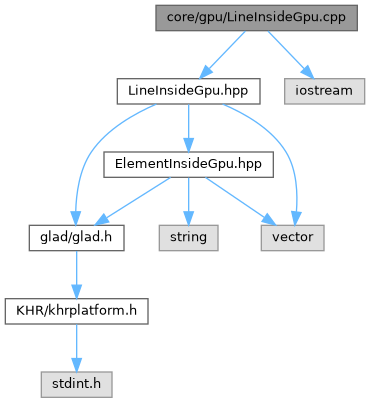 core/gpu/LineInsideGpu.cpp
LineInsideGpu.hpp
iostream
ElementInsideGpu.hpp
glad/glad.h
string
vector
KHR/khrplatform.h
stdint.h